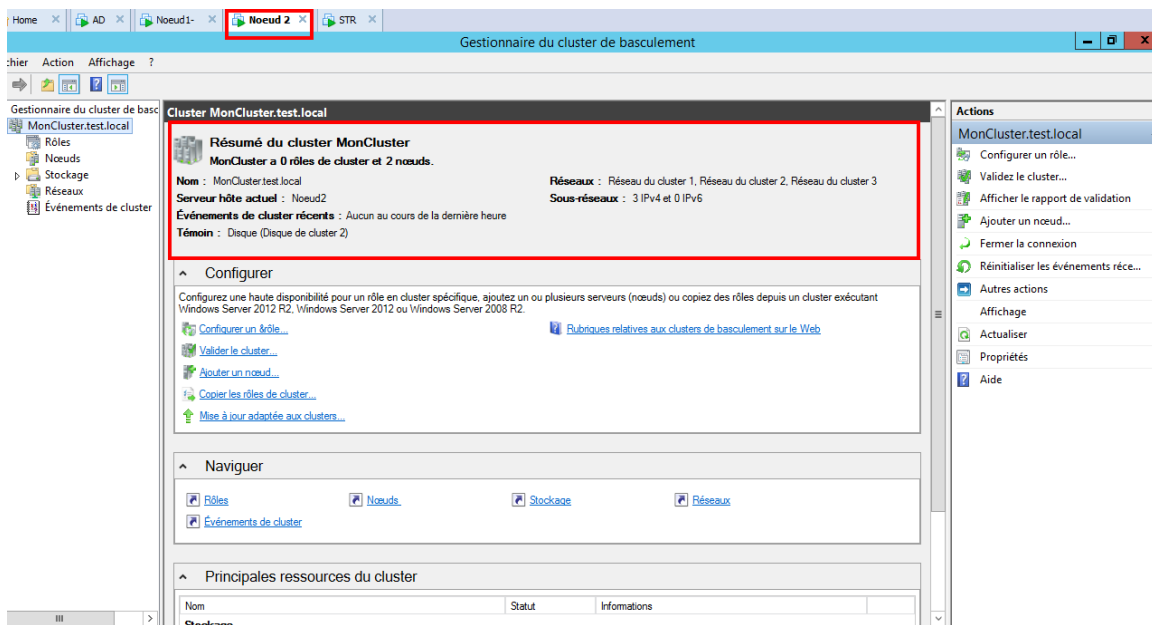 Home AD Noeud1- Noeud 2 STR
Gestionnaire du cluster de basculement
chier Action Affichage ?
Gestionnaire du cluster de basc
MonCluster.test.local
Rôles
Nœuds
Stockage
Réseaux
Événements de cluster
Cluster MonCluster.test.local
Résumé du cluster MonCluster
MonCluster a 0 rôles de cluster et 2 nœuds.
Nom : MonCluster.test.local
Réseaux : Réseau du cluster 1, Réseau du cluster 2, Réseau du cluster 3
Serveur hôte actuel : Noeud2
Sous-réseaux : 3 IPv4 et 0 IPv6
Événements de cluster récents : Aucun au cours de la dernière heure
Témoin : Disque (Disque de cluster 2)
Configurer
Configurez une haute disponibilité pour un rôle en cluster spécifique, ajoutez un ou plusieurs serveurs (nœuds) ou copiez des rôles depuis un cluster exécutant
Windows Server 2012 R2, Windows Server 2012 ou Windows Server 2008 R2.
Configurer un &rôle...
Rubriques relatives aux clusters de basculement sur le Web
Valider le cluster...
Ajouter un nœud...
Copier les rôles de cluster...
Mise à jour adaptée aux clusters...
Naviguer
Rôles Nœuds Stockage Réseaux
Événements de cluster
Principales ressources du cluster
Nom Statut Informations
Stockage
Actions
MonCluster.test.local
Configurer un rôle...
Validez le cluster...
Afficher le rapport de validation
Ajouter un nœud...
Fermer la connexion
Réinitialiser les événements réce...
Autres actions
Affichage
Actualiser
Propriétés
Aide